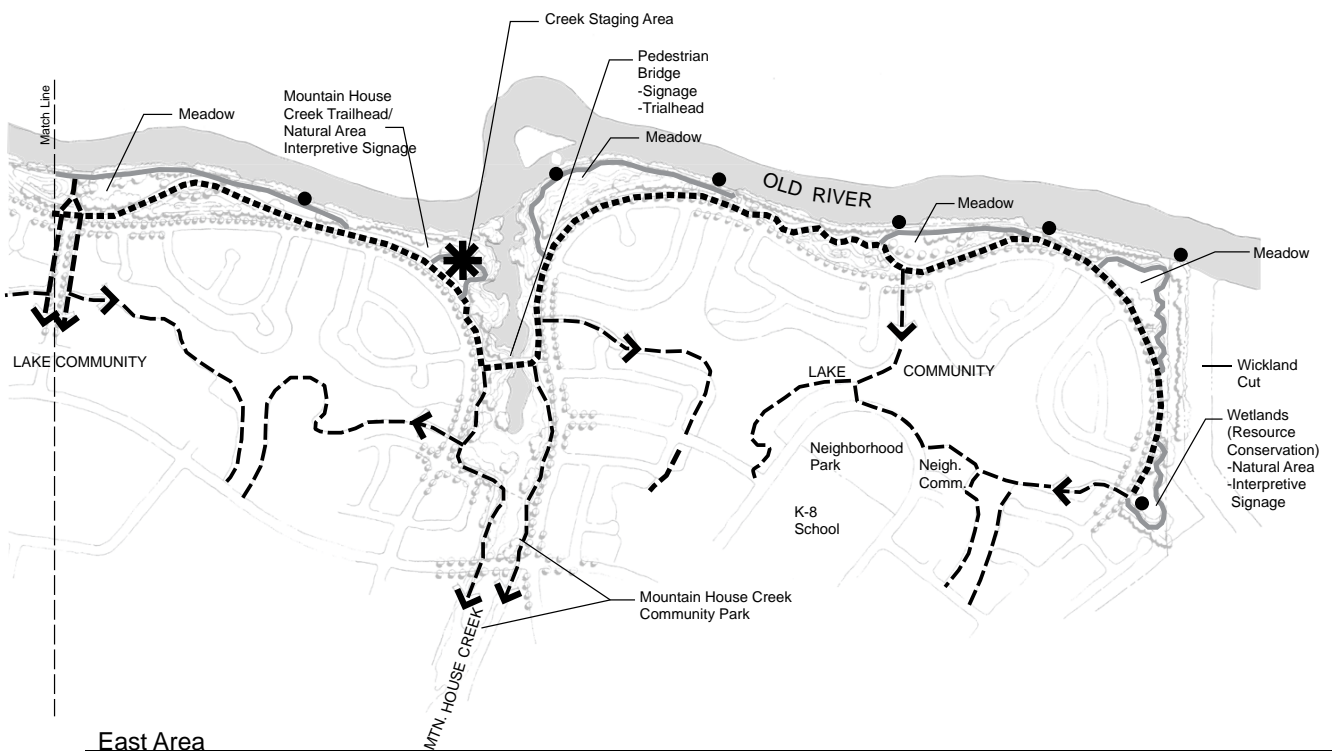 Creek Staging Area
Pedestrian
Bridge
-Signage
-Trialhead
Match Line
Meadow
Mountain House
Creek Trailhead/
Natural Area
Interpretive Signage
Meadow
OLD RIVER
Meadow
Meadow
LAKE COMMUNITY
LAKE COMMUNITY
Wickland
Cut
Wetlands
(Resource
Conservation)
-Natural Area
-Interpretive
Signage
Neighborhood
Park
Neigh.
Comm.
K-8
School
Mountain House Creek
Community Park
MTN. HOUSE CREEK
East Area